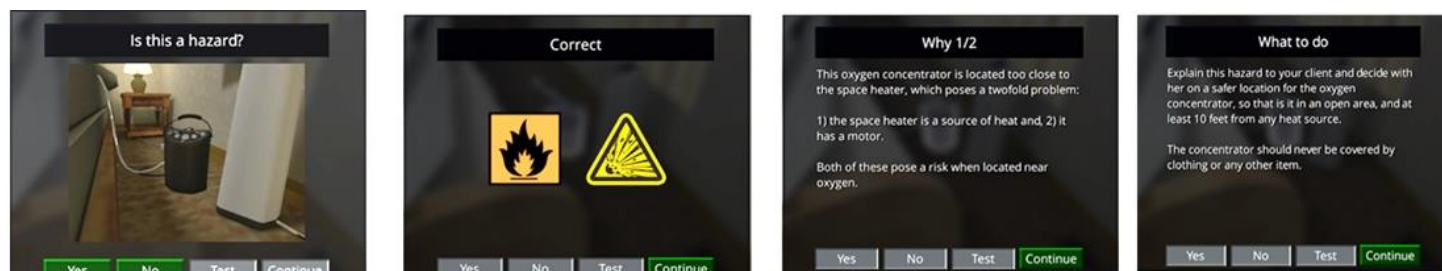 Is this a hazard?
Yes No Test Continue
Correct
Yes No Test Continue
Why 1/2
This oxygen concentrator is located too close to
the space heater, which poses a twofold problem:
1) the space heater is a source of heat and, 2) it
has a motor.
Both of these pose a risk when located near
oxygen.
Yes No Test Continue
What to do
Explain this hazard to your client and decide with
her on a safer location for the oxygen
concentrator, so that is it in an open area, and at
least 10 feet from any heat source.
The concentrator should never be covered by
clothing or any other item.
Yes No Test Continue